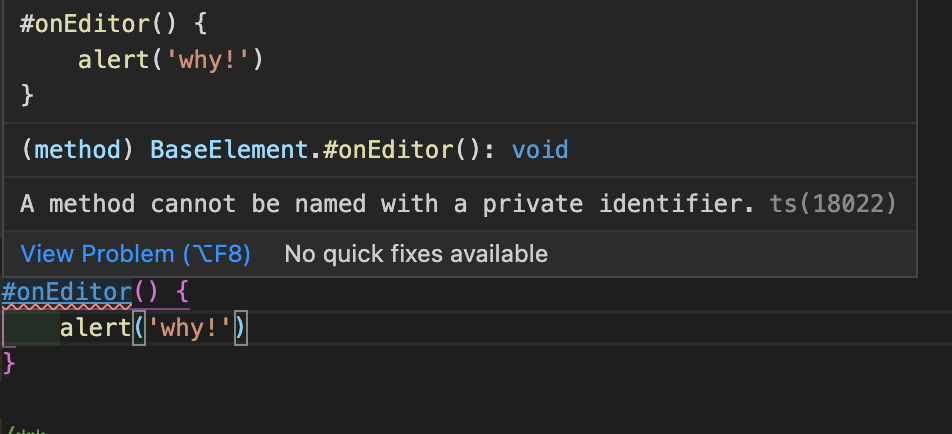 #onEditor() {
    alert('why!')
}
(method) BaseElement.#onEditor(): void
A method cannot be named with a private identifier. ts(18022)
View Problem (⌥F8) No quick fixes available
#onEditor() {
    alert('why!')
}
/**